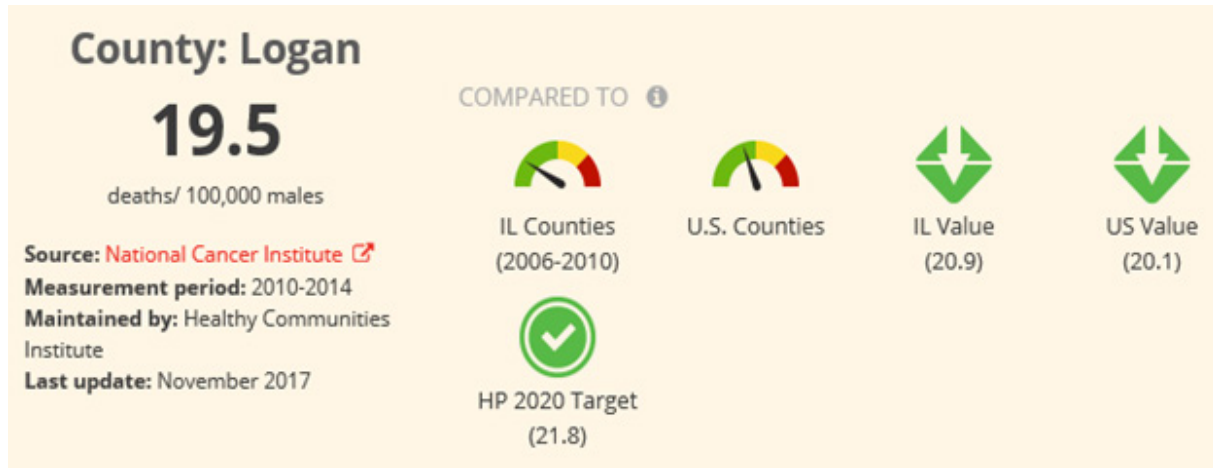 County: Logan
19.5
deaths/ 100,000 males
Source: National Cancer Institute
Measurement period: 2010-2014
Maintained by: Healthy Communities
Institute
Last update: November 2017
COMPARED TO
IL Counties
(2006-2010)
U.S. Counties
IL Value
(20.9)
US Value
(20.1)
HP 2020 Target
(21.8)